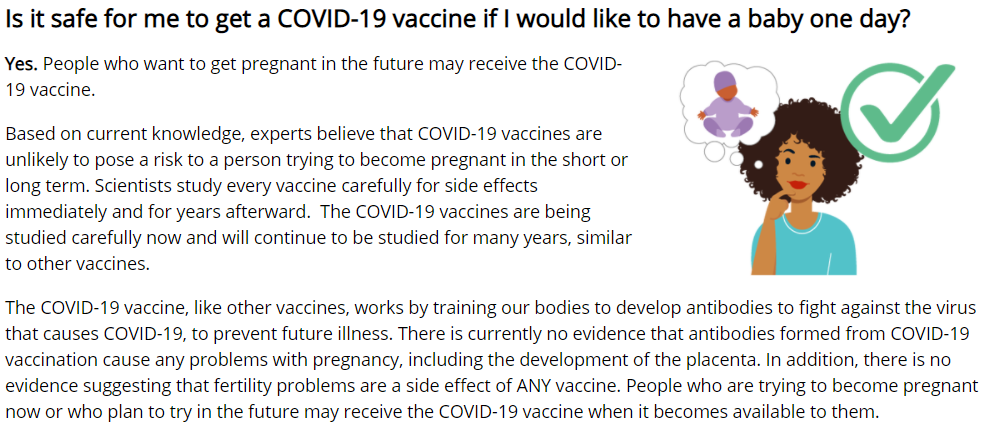 Is it safe for me to get a COVID-19 vaccine if I would like to have a baby one day?
Yes. People who want to get pregnant in the future may receive the COVID-
19 vaccine.
Based on current knowledge, experts believe that COVID-19 vaccines are
unlikely to pose a risk to a person trying to become pregnant in the short or
long term. Scientists study every vaccine carefully for side effects
immediately and for years afterward.  The COVID-19 vaccines are being
studied carefully now and will continue to be studied for many years, similar
to other vaccines.
The COVID-19 vaccine, like other vaccines, works by training our bodies to develop antibodies to fight against the virus
that causes COVID-19, to prevent future illness. There is currently no evidence that antibodies formed from COVID-19
vaccination cause any problems with pregnancy, including the development of the placenta. In addition, there is no
evidence suggesting that fertility problems are a side effect of ANY vaccine. People who are trying to become pregnant
now or who plan to try in the future may receive the COVID-19 vaccine when it becomes available to them.